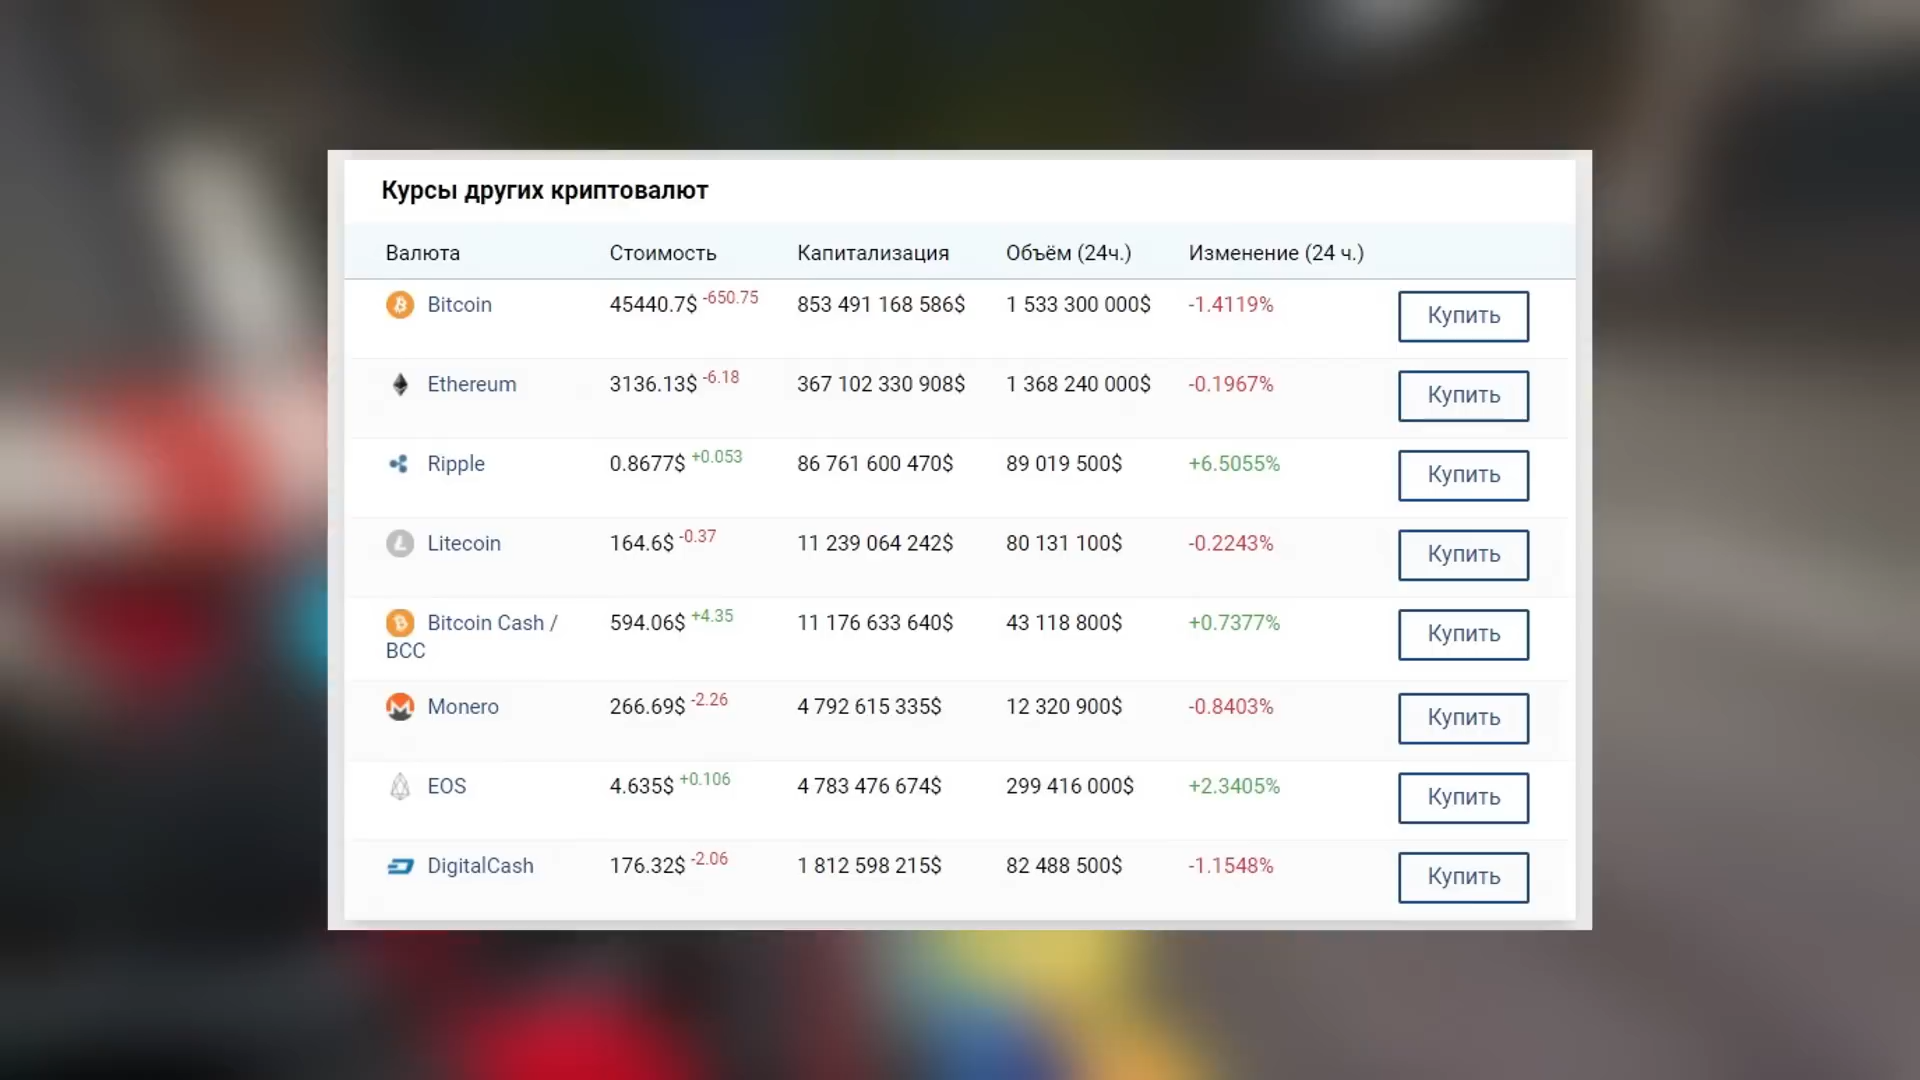 Курсы других криптовалют
Валюта Стоимость Капитализация Объём (24ч.) Изменение (24 ч.)
Bitcoin 45440.7$ -650.75 853 491 168 586$ 1 533 300 000$ -1.4119% Купить
Ethereum 3136.13$ -6.18 367 102 330 908$ 1 368 240 000$ -0.1967% Купить
Ripple 0.8677$ +0.053 86 761 600 470$ 89 019 500$ +6.5055% Купить
Litecoin 164.6$ -0.37 11 239 064 242$ 80 131 100$ -0.2243% Купить
Bitcoin Cash / 594.06$ +4.35 11 176 633 640$ 43 118 800$ +0.7377% Купить
BCC
Monero 266.69$ -2.26 4 792 615 335$ 12 320 900$ -0.8403% Купить
EOS 4.635$ +0.106 4 783 476 674$ 299 416 000$ +2.3405% Купить
DigitalCash 176.32$ -2.06 1 812 598 215$ 82 488 500$ -1.1548% Купить